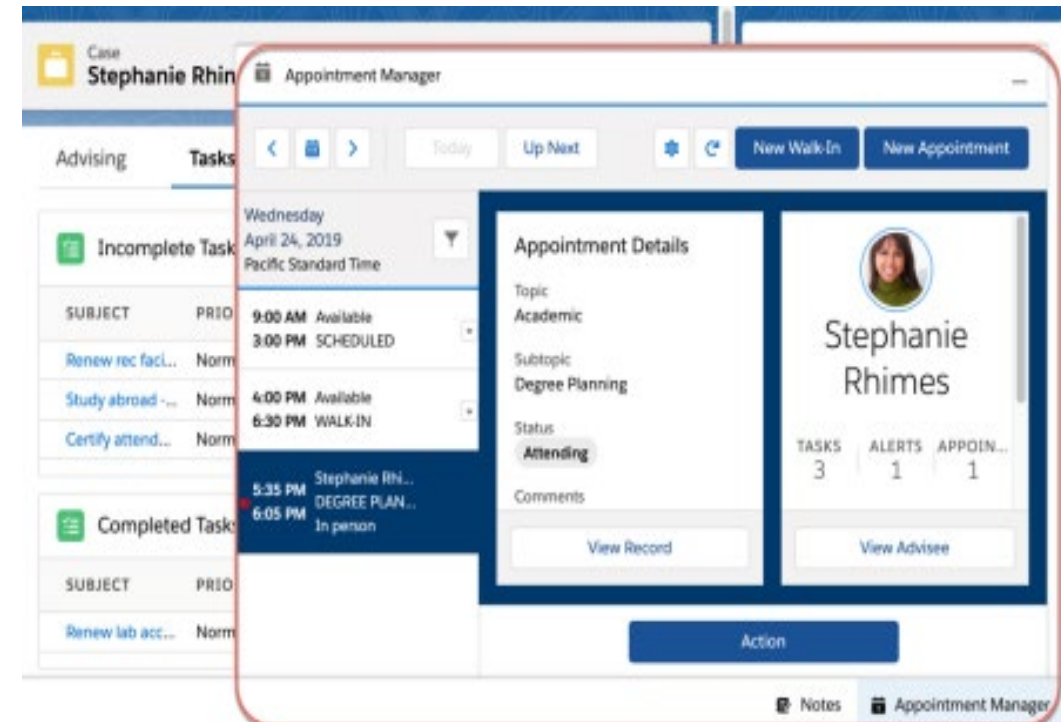 Case
Stephanie Rhin
Appointment Manager
Advising Tasks
Today Up Next New Walk-In New Appointment
Incomplete Task
SUBJECT PRIO
Renew rec faci... Norm
Study abroad -... Norm
Certify attend... Norm
Completed Tasks
SUBJECT PRIO
Renew lab acc... Norm
Wednesday
April 24, 2019
Pacific Standard Time
9:00 AM Available
3:00 PM SCHEDULED
4:00 PM Available
6:30 PM WALK-IN
5:35 PM Stephanie Rhi...
DEGREE PLAN...
6:05 PM In person
Appointment Details
Topic
Academic
Subtopic
Degree Planning
Status
Attending
Comments
View Record
Stephanie
Rhimes
TASKS ALERTS APPOIN...
3 1 1
View Advisee
Action
Notes Appointment Manager